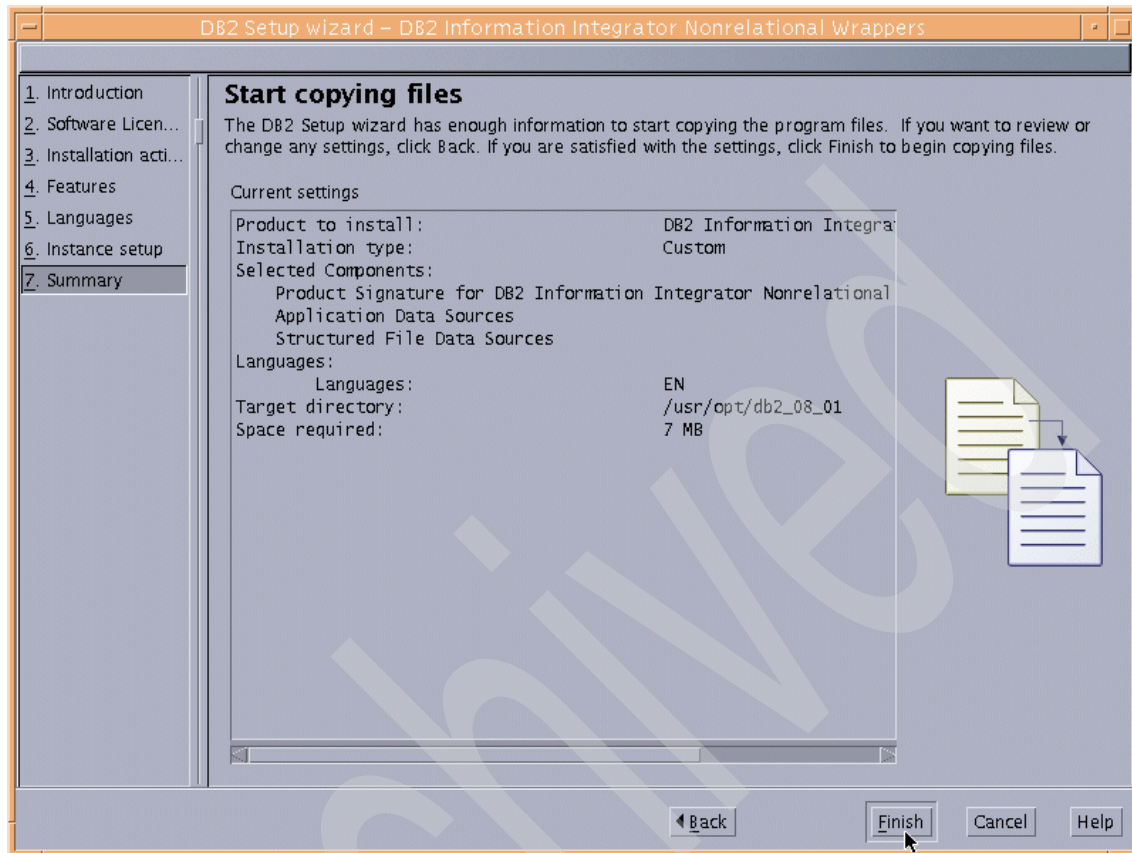 DB2 Setup wizard – DB2 Information Integrator Nonrelational Wrappers
1. Introduction
2. Software Licen...
3. Installation acti...
4. Features
5. Languages
6. Instance setup
7. Summary
Start copying files
The DB2 Setup wizard has enough information to start copying the program files. If you want to review or
change any settings, click Back. If you are satisfied with the settings, click Finish to begin copying files.
Current settings
Product to install: DB2 Information Integra
Installation type: Custom
Selected Components:
Product Signature for DB2 Information Integrator Nonrelational
Application Data Sources
Structured File Data Sources
Languages:
Languages: EN
Target directory: /usr/opt/db2_08_01
Space required: 7 MB
Back
Finish
Cancel
Help
hived